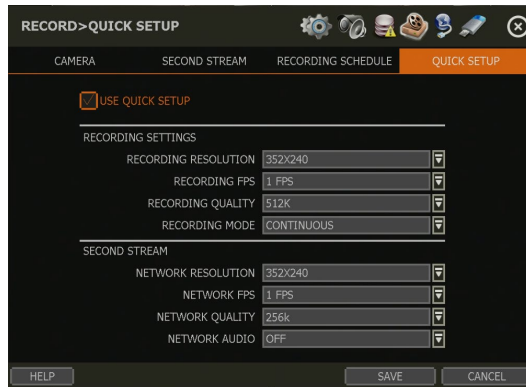 RECORD>QUICK SETUP
CAMERA SECOND STREAM RECORDING SCHEDULE QUICK SETUP
USE QUICK SETUP
RECORDING SETTINGS
RECORDING RESOLUTION 352X240
RECORDING FPS 1 FPS
RECORDING QUALITY 512K
RECORDING MODE CONTINUOUS
SECOND STREAM
NETWORK RESOLUTION 352X240
NETWORK FPS 1 FPS
NETWORK QUALITY 256k
NETWORK AUDIO OFF
HELP SAVE CANCEL